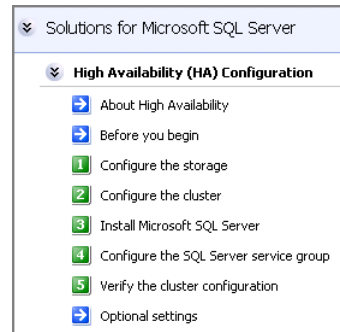 Solutions for Microsoft SQL Server
High Availability (HA) Configuration
About High Availability
Before you begin
1 Configure the storage
2 Configure the cluster
3 Install Microsoft SQL Server
4 Configure the SQL Server service group
5 Verify the cluster configuration
Optional settings